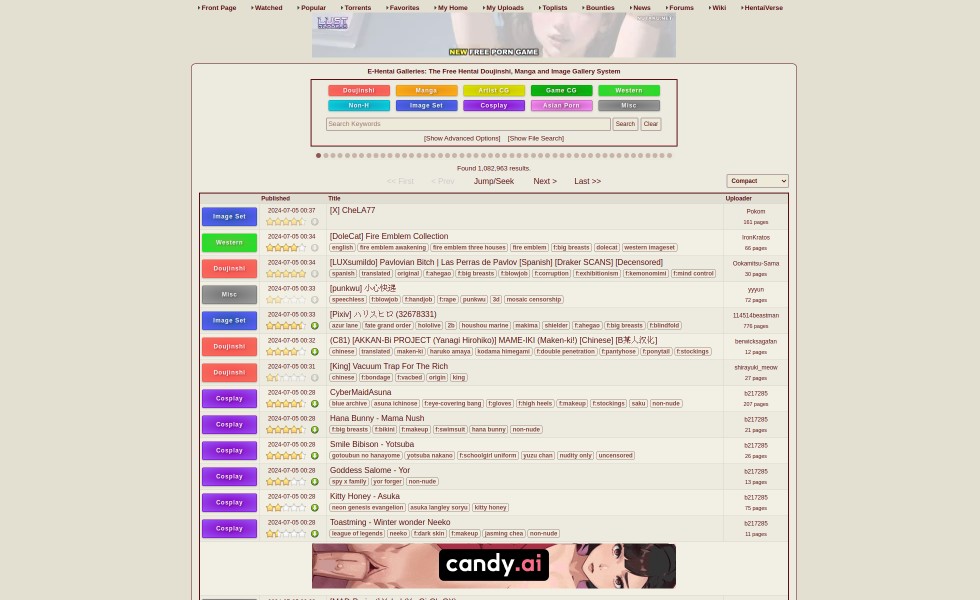 Front Page Watched Popular Torrents Favorites My Home My Uploads Toplists Bounties News Forums Wiki HentaiVerse
LUST
NEW FREE PORN GAME
E-Hentai Galleries: The Free Hentai Doujinshi, Manga and Image Gallery System
Doujinshi Manga Artist CG Game CG Western
Non-H Image Set Cosplay Asian Porn Misc
Search Keywords Search Clear
[Show Advanced Options] [Show File Search]
Found 1,082,963 results.
<< First < Prev Jump/Seek Next > Last >> Compact
Published Title Uploader
Image Set 2024-07-05 00:37 [X] CheLA77 Pokom
161 pages
Western 2024-07-05 00:34 [DoleCat] Fire Emblem Collection IronKratos
english fire emblem awakening fire emblem three houses fire emblem f:big breasts dolecat western imageset 66 pages
Doujinshi 2024-07-05 00:34 [LUXsumildo] Pavlovian Bitch | Las Perras de Pavlov [Spanish] [Draker SCANS] [Decensored] Ookamitsu-Sama
spanish translated original f:ahegao f:big breasts f:blowjob f:corruption f:exhibitionism f:kemonomimi f:mind control 30 pages
Misc 2024-07-05 00:33 [punkwu] 小心快递 yyyun
speechless f:blowjob f:handjob f:rape punkwu 3d mosaic censorship 72 pages
Image Set 2024-07-05 00:33 [Pixiv] ハリスヒロ (32678331) 114514beastman
azur lane fate grand order hololive 2b houshou marine makima shielder f:ahegao f:big breasts f:blindfold 776 pages
Doujinshi 2024-07-05 00:32 (C81) [AKKAN-Bi PROJECT (Yanagi Hirohiko)] MAME-IKI (Maken-ki!) [Chinese] [B某人汉化] berwicksagafan
chinese translated maken-ki haruko amaya kodama himegami f:double penetration f:pantyhose f:ponytail f:stockings 12 pages
Doujinshi 2024-07-05 00:31 [King] Vacuum Trap For The Rich shirayuki_meow
chinese f:bondage f:vacbed origin king 27 pages
Cosplay 2024-07-05 00:28 CyberMaidAsuna b217285
blue archive asuna ichinose f:eye-covering bang f:gloves f:high heels f:makeup f:stockings saku non-nude 207 pages
Cosplay 2024-07-05 00:28 Hana Bunny - Mama Nush b217285
f:big breasts f:bikini f:makeup f:swimsuit hana bunny non-nude 21 pages
Cosplay 2024-07-05 00:28 Smile Bibison - Yotsuba b217285
gotoubun no hanayome yotsuba nakano f:schoolgirl uniform yuzu chan nudity only uncensored 26 pages
Cosplay 2024-07-05 00:28 Goddess Salome - Yor b217285
spy x family yor forger non-nude 13 pages
Cosplay 2024-07-05 00:28 Kitty Honey - Asuka b217285
neon genesis evangelion asuka langley soryu kitty honey 75 pages
Cosplay 2024-07-05 00:28 Toastming - Winter wonder Neeko b217285
league of legends neeko f:dark skin f:makeup jasming chea non-nude 11 pages
candy.ai